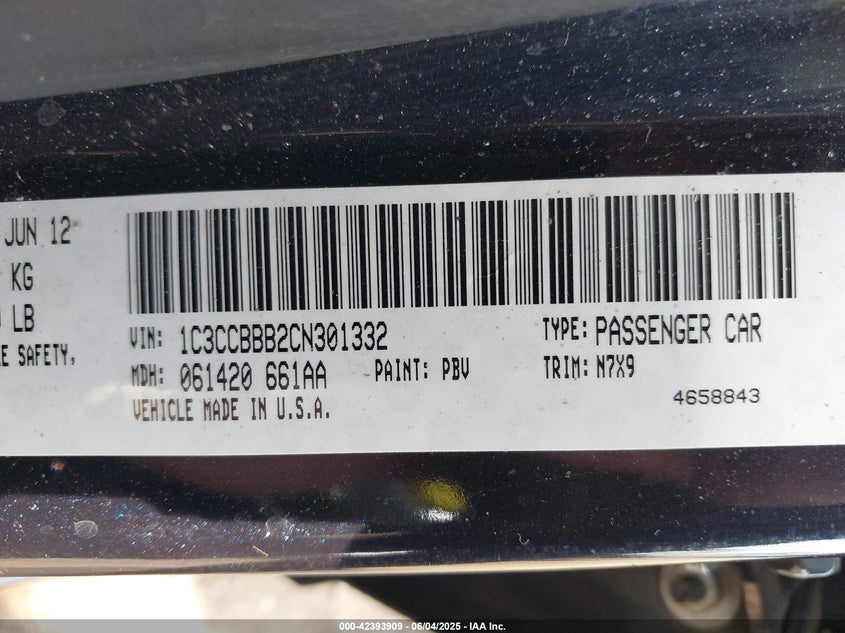 JUN 12
KG
LB
SAFETY,
VIN: 1C3CCBBB2CN301332
TYPE: PASSENGER CAR
MDH: 061420 661AA
PAINT: PBV
TRIM: N7X9
VEHICLE MADE IN U.S.A.
4658843
000-42393909 - 06/04/2025 - IAA Inc.